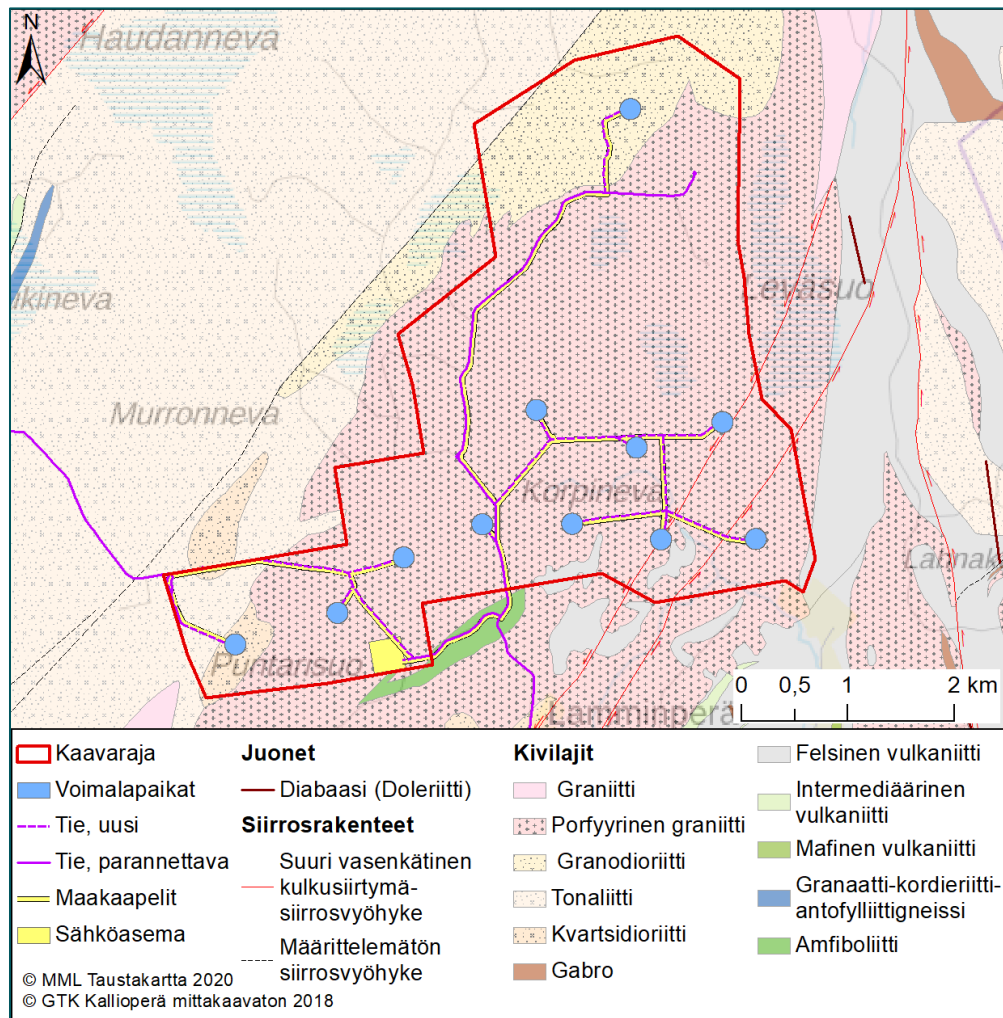 N
Haudanneva
ikineva
Levasuo
Murronneva
Korpineva
Puntarisuo
Lamminperä
0 0,5 1 2 km
Kaavaraja
Voimalapaikat
Tie, uusi
Tie, parannettava
Maakaapelit
Sähköasema
© MML Taustakartta 2020
© GTK Kallioperä mittakaavaton 2018
Juonet
Diabaasi (Doleriitti)
Siirrosrakenteet
Suuri vasenkätinen
kulkusiirtymä-
siirrosvyöhyke
Määrittelemätön
siirrosvyöhyke
Kivilajit
Graniitti
Porfyyrinen graniitti
Granodioriitti
Tonaliitti
Kvartsidioriitti
Gabro
Felsinen vulkaniitti
Intermediäärinen
vulkaniitti
Mafinen vulkaniitti
Granaatti-kordieriitti-
antofylliittigneissi
Amfiboliitti